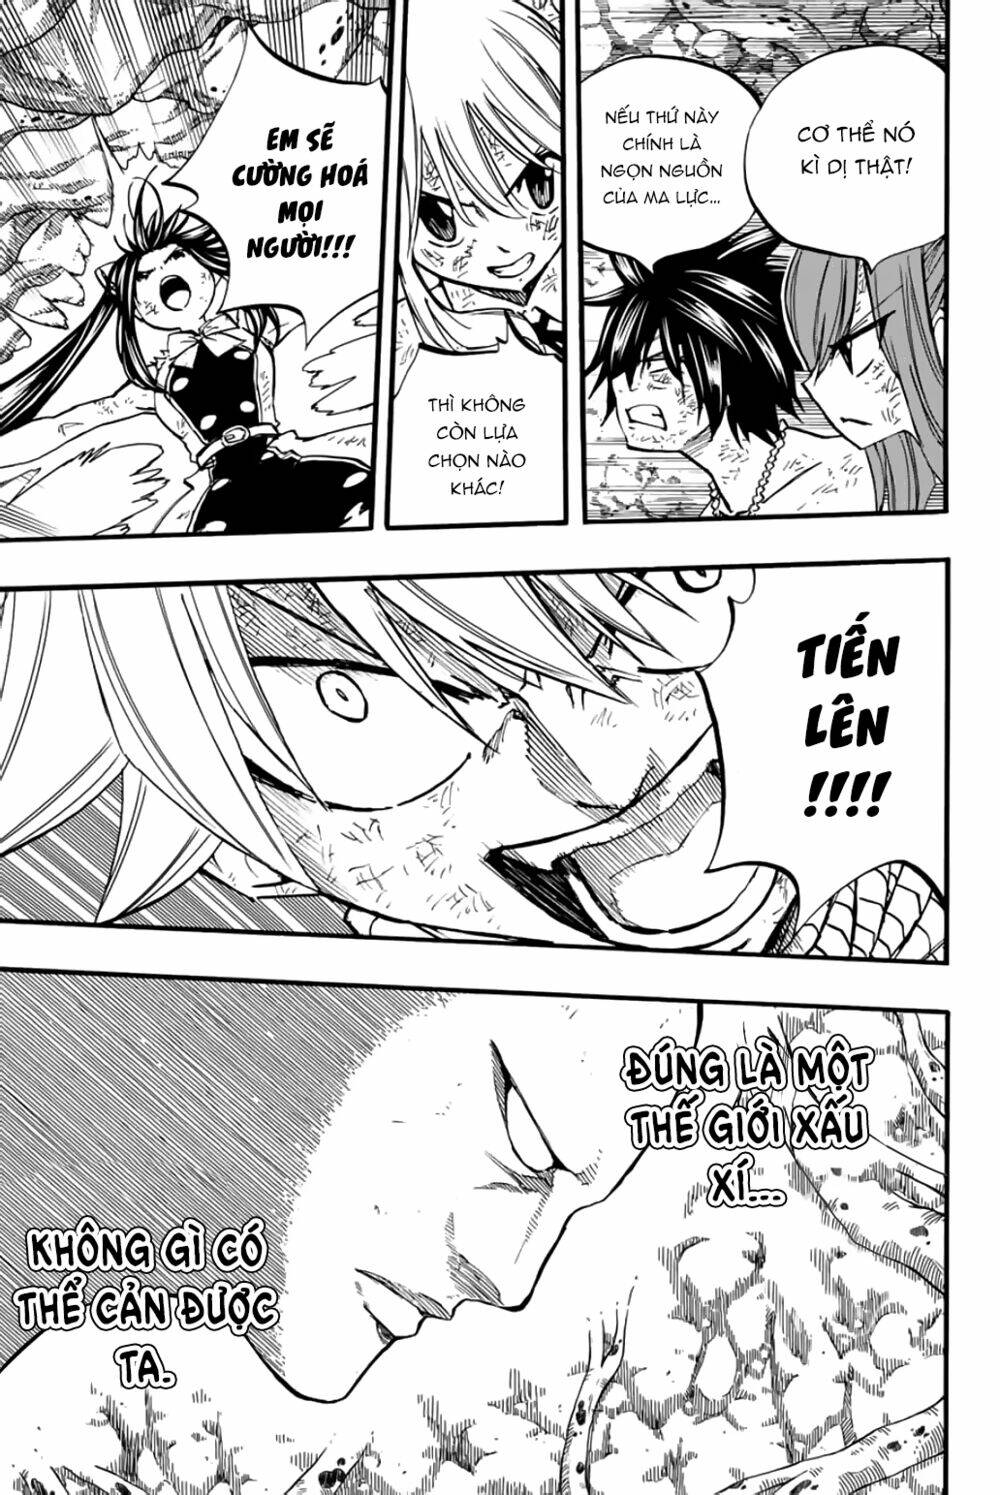 CƠ THỂ NÓ
KÌ DỊ THẬT!
NẾU THỨ NÀY
CHÍNH LÀ
NGỌN NGUỒN
CỦA MA LỰC...
THÌ KHÔNG
CÒN LỰA
CHỌN NÀO
KHÁC!
EM SẼ
CƯỜNG HOÁ
MỌI
NGƯỜI!!!
TIẾN
LÊN
!!!!
ĐÚNG LÀ MỘT
THẾ GIỚI XẤU
XÍ...
KHÔNG GÌ CÓ
THỂ CẢN ĐƯỢC
TA.